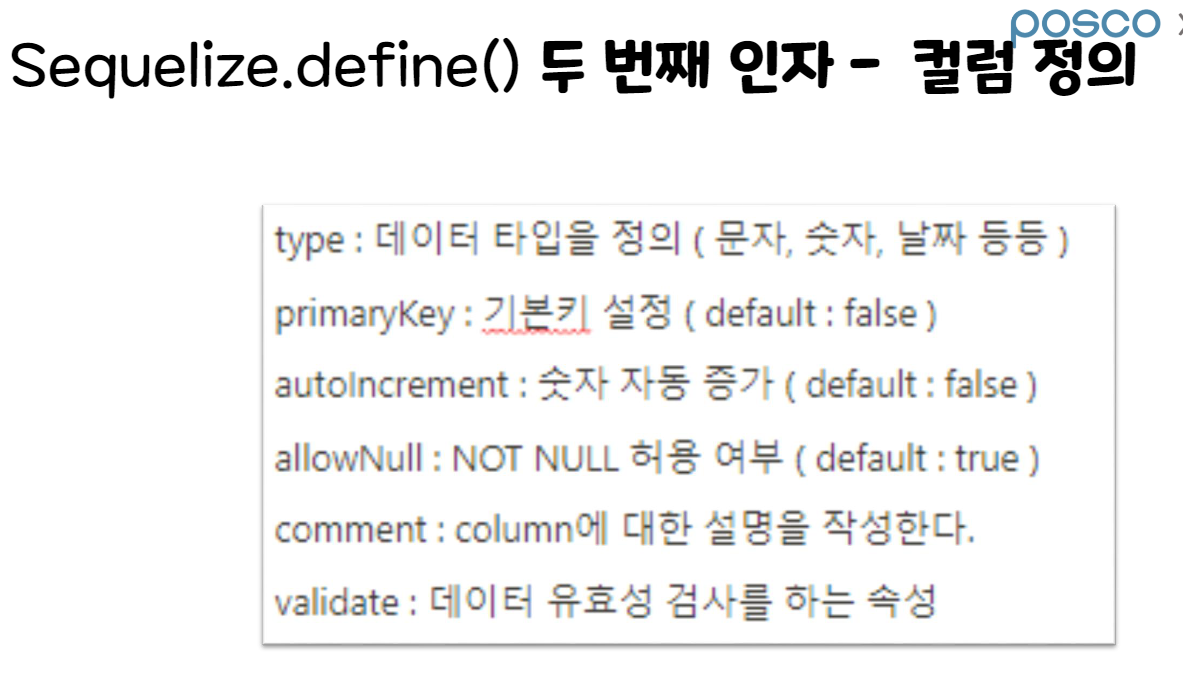 posco
Sequelize.define() 두 번째 인자 - 컬럼 정의
type : 데이터 타입을 정의 ( 문자, 숫자, 날짜 등등 )
primaryKey : 기본키 설정 ( default : false )
autoIncrement : 숫자 자동 증가 ( default : false )
allowNull : NOT NULL 허용 여부 ( default : true )
comment : column에 대한 설명을 작성한다.
validate : 데이터 유효성 검사를 하는 속성